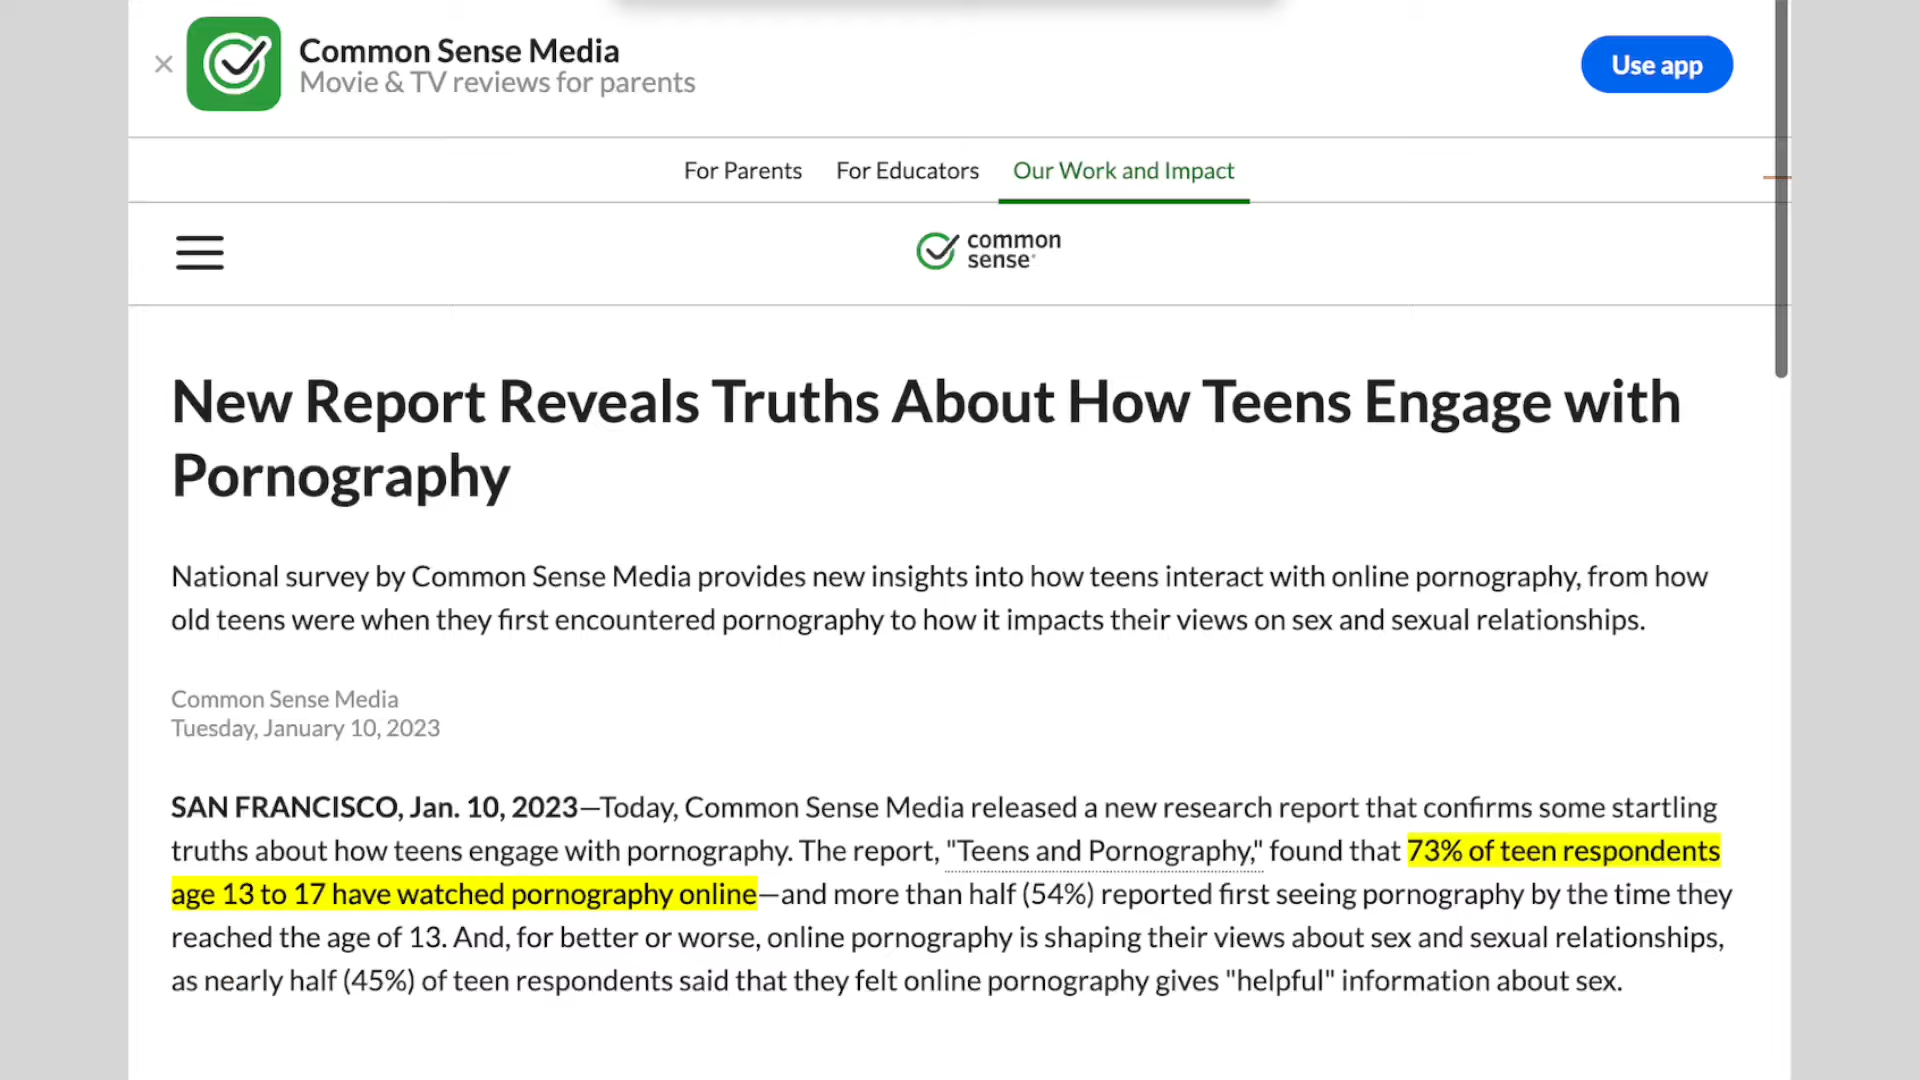 Common Sense Media
Movie & TV reviews for parents
Use app
For Parents
For Educators
Our Work and Impact
common
sense
New Report Reveals Truths About How Teens Engage with
Pornography
National survey by Common Sense Media provides new insights into how teens interact with online pornography, from how
old teens were when they first encountered pornography to how it impacts their views on sex and sexual relationships.
Common Sense Media
Tuesday, January 10, 2023
SAN FRANCISCO, Jan. 10, 2023—Today, Common Sense Media released a new research report that confirms some startling
truths about how teens engage with pornography. The report, "Teens and Pornography," found that 73% of teen respondents
age 13 to 17 have watched pornography online—and more than half (54%) reported first seeing pornography by the time they
reached the age of 13. And, for better or worse, online pornography is shaping their views about sex and sexual relationships,
as nearly half (45%) of teen respondents said that they felt online pornography gives "helpful" information about sex.